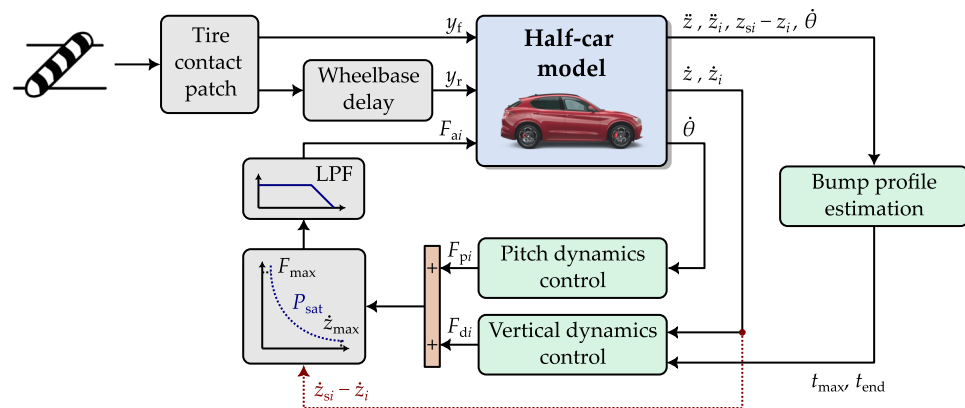 Tire
contact
patch
Wheelbase
delay
y_f
y_r
F_ai
Half-car
model
z̈ , z̈_i, z_si − z_i, θ̇
ż , ż_i
θ̇
LPF
Bump profile
estimation
F_max
P_sat
ż_max
F_pi
+
Pitch dynamics
control
F_di
+
Vertical dynamics
control
ż_si − ż_i
t_max, t_end